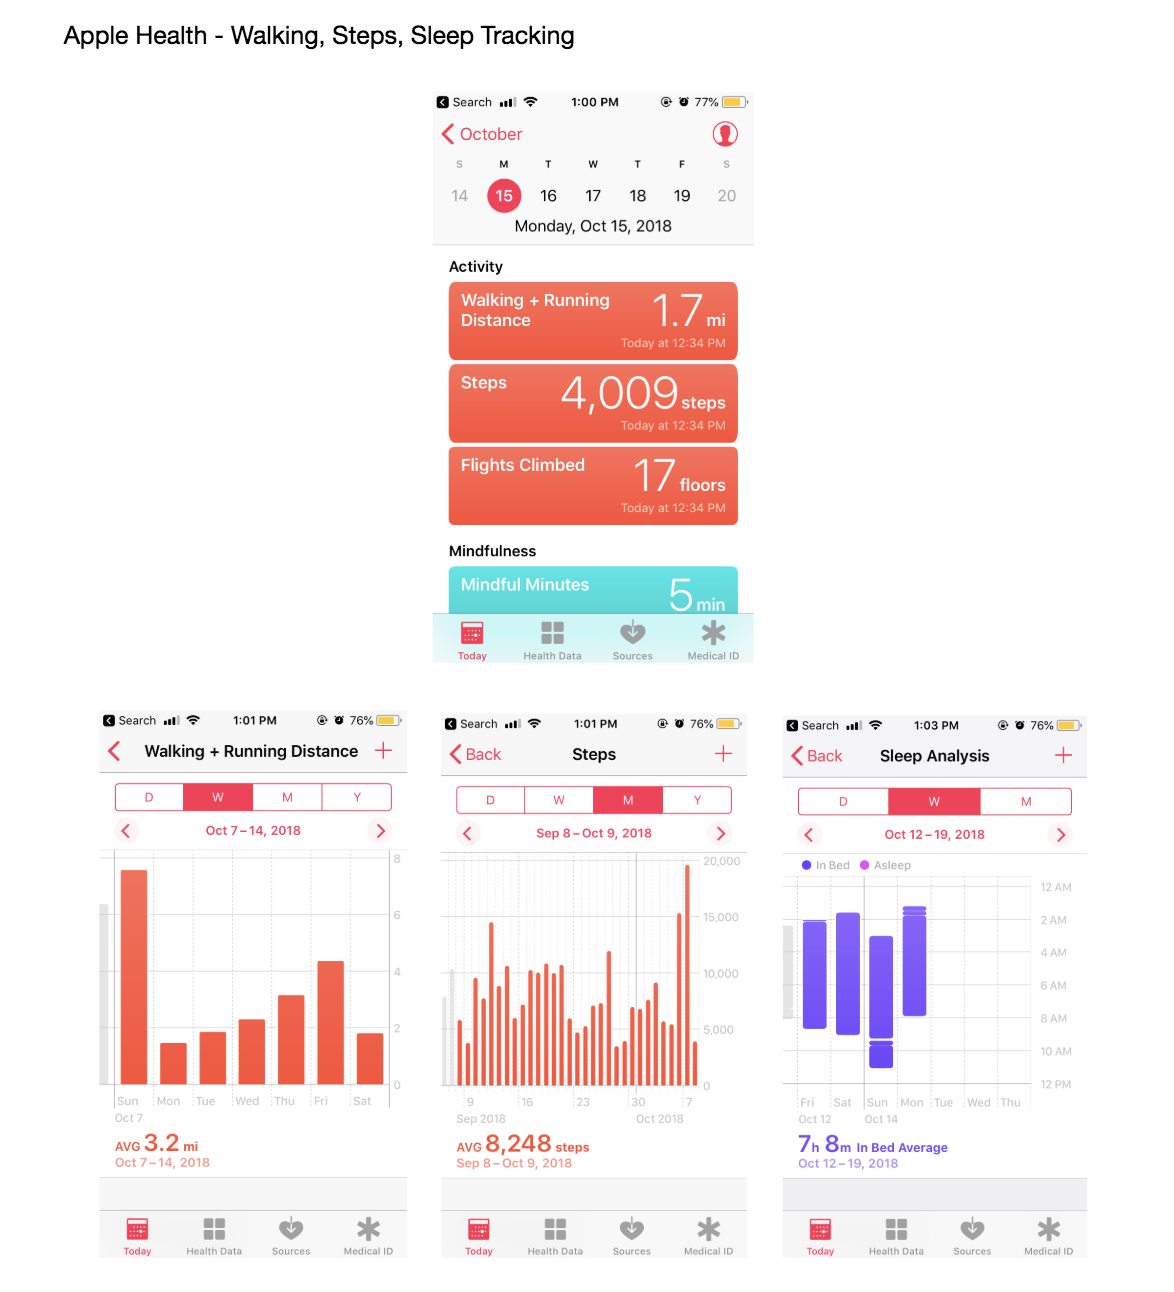 Apple Health - Walking, Steps, Sleep Tracking
Search 1:00 PM 77%
October
S M T W T F S
14 15 16 17 18 19 20
Monday, Oct 15, 2018
Activity
Walking + Running
Distance
1.7 mi
Today at 12:34 PM
Steps
4,009 steps
Today at 12:34 PM
Flights Climbed
17 floors
Today at 12:34 PM
Mindfulness
Mindful Minutes
5 min
Today Health Data Sources Medical ID
Search 1:01 PM 76%
Walking + Running Distance +
D W M Y
Oct 7–14, 2018
8
6
4
2
0
Sun Mon Tue Wed Thu Fri Sat
Oct 7
AVG 3.2 mi
Oct 7–14, 2018
Today Health Data Sources Medical ID
Search 1:01 PM 76%
Back Steps +
D W M Y
Sep 8–Oct 9, 2018
20,000
15,000
10,000
5,000
0
9 16 23 30 7
Sep 2018 Oct 2018
AVG 8,248 steps
Sep 8–Oct 9, 2018
Today Health Data Sources Medical ID
Search 1:03 PM 76%
Back Sleep Analysis +
D W M
Oct 12–19, 2018
In Bed Asleep
12 AM
2 AM
4 AM
6 AM
8 AM
10 AM
12 PM
Fri Sat Sun Mon Tue Wed Thu
Oct 12 Oct 14
7h 8m In Bed Average
Oct 12–19, 2018
Today Health Data Sources Medical ID